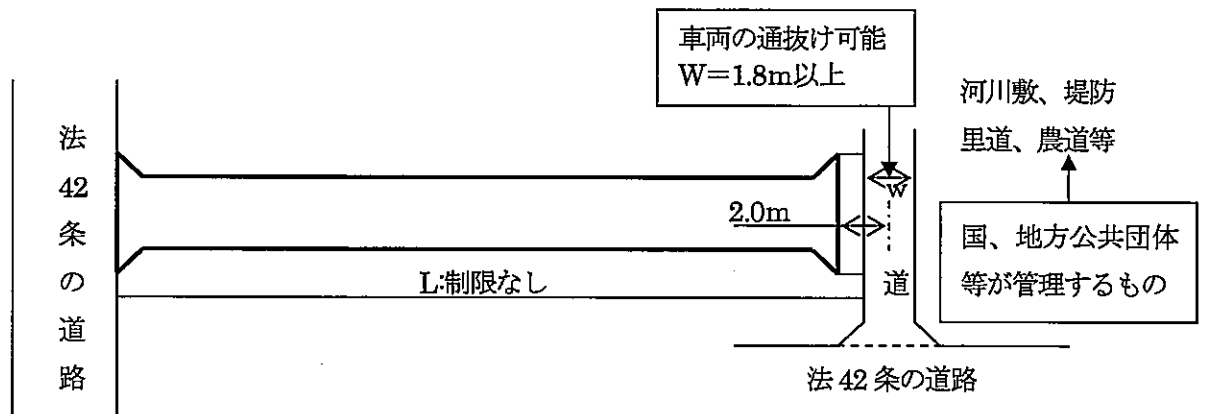 車両の通抜け可能
W=1.8m以上
河川敷、堤防
里道、農道等
法42条の道路
W
2.0m
国、地方公共団体
等が管理するもの
L:制限なし
道
法42条の道路